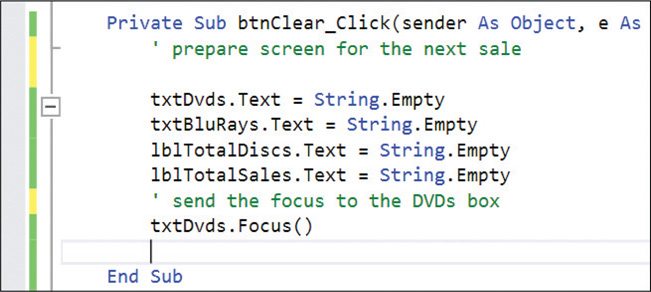 Private Sub btnClear_Click(sender As Object, e As
' prepare screen for the next sale
txtDvds.Text = String.Empty
txtBluRays.Text = String.Empty
lblTotalDiscs.Text = String.Empty
lblTotalSales.Text = String.Empty
' send the focus to the DVDs box
txtDvds.Focus()
End Sub